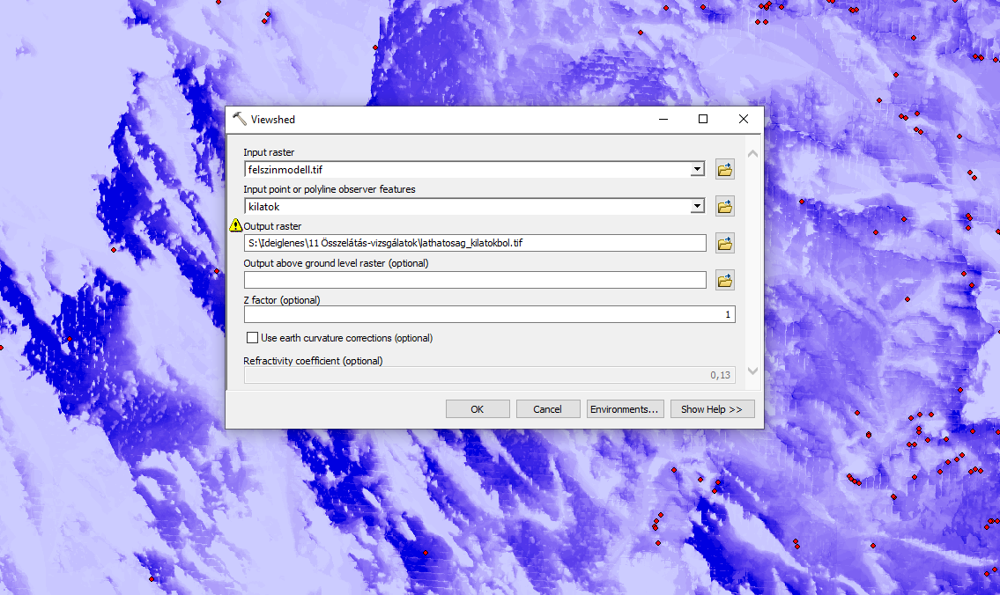 Viewshed
Input raster
felszinmodell.tif
Input point or polyline observer features
kilatok
Output raster
S:\Ideiglenes\11 Összelátás-vizsgálatok\lathatosag_kilatokbol.tif
Output above ground level raster (optional)
Z factor (optional)
1
Use earth curvature corrections (optional)
Refractivity coefficient (optional)
0,13
OK Cancel Environments... Show Help >>